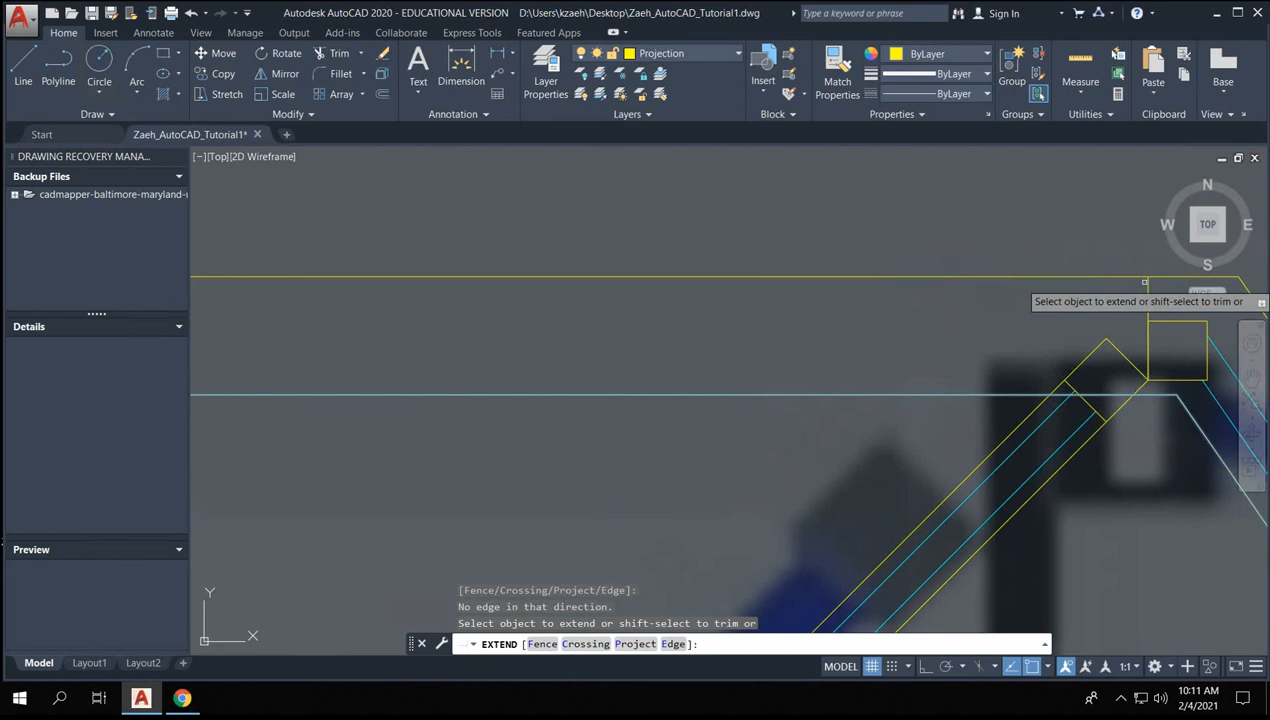 Autodesk AutoCAD 2020 - EDUCATIONAL VERSION D:\Users\kzaeh\Desktop\Zaeh_AutoCAD_Tutorial1.dwg Type a keyword or phrase Sign In
Home Insert Annotate View Manage Output Add-ins Collaborate Express Tools Featured Apps
Line Polyline Circle Arc
Move Rotate Trim
Copy Mirror Fillet
Stretch Scale Array
Text Dimension
Layer Properties
Projection
Insert
Match Properties
ByLayer
ByLayer
ByLayer
Group Measure Paste Base
Draw Modify Annotation Layers Block Properties Groups Utilities Clipboard View
Start Zaeh_AutoCAD_Tutorial1*
DRAWING RECOVERY MANA... [−][Top][2D Wireframe]
Backup Files
cadmapper-baltimore-maryland-u
N
W TOP E
S
Select object to extend or shift-select to trim or
Details
Preview
Y
X
[Fence/Crossing/Project/Edge]:
No edge in that direction.
Select object to extend or shift-select to trim or
EXTEND [Fence Crossing Project Edge]:
Model Layout1 Layout2 MODEL 1:1
10:11 AM
2/4/2021